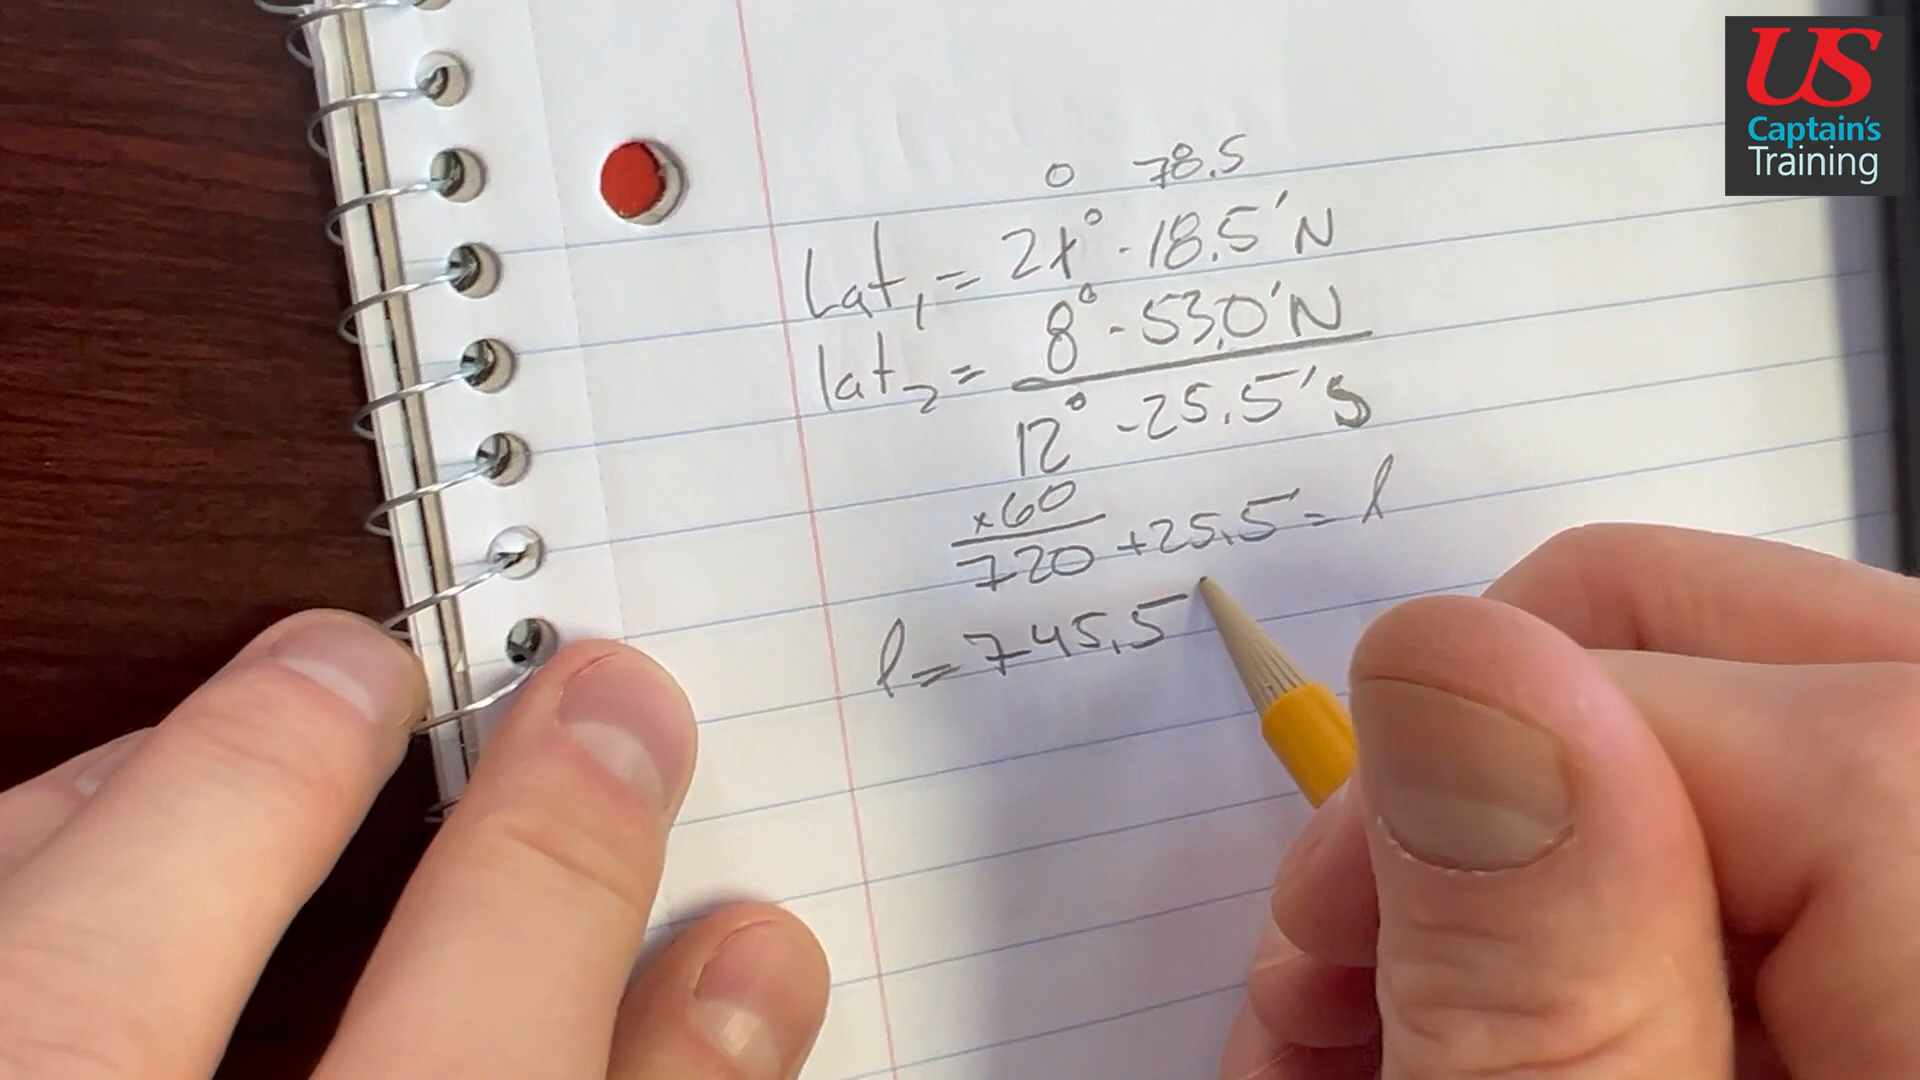 US
Captain's
Training
0 78.5
Lat₁ = 21° - 18.5' N
lat₂ = 8° - 53.0' N
12° - 25.5' S
x60
720 + 25.5 = l
l = 745.5